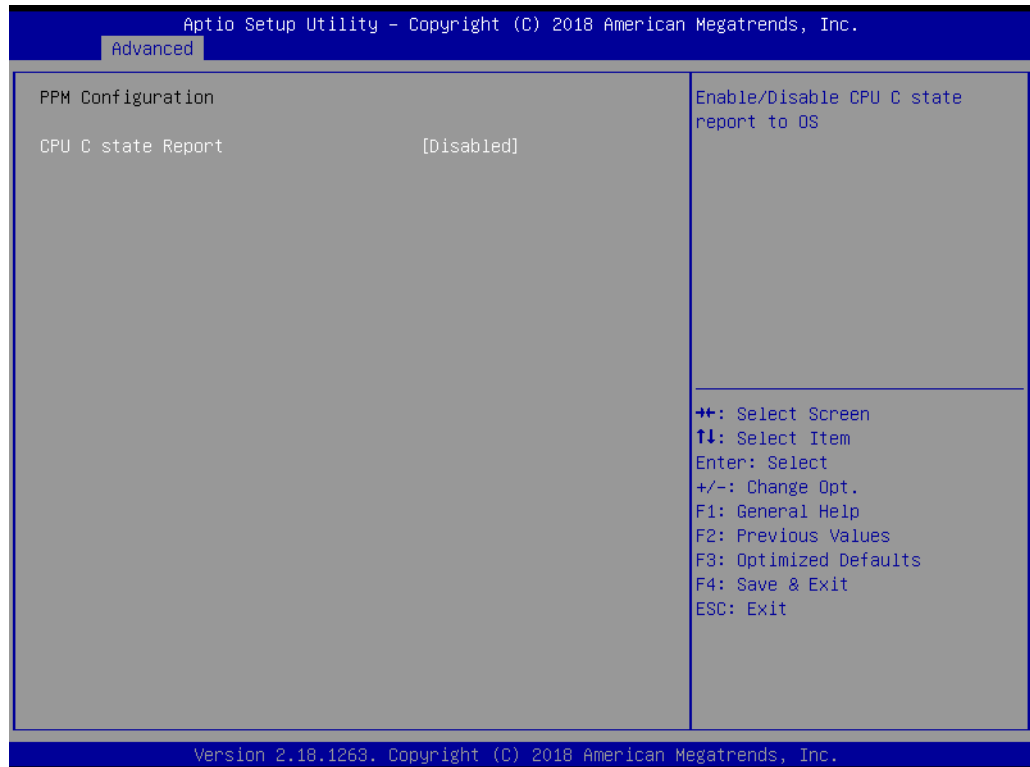 Aptio Setup Utility – Copyright (C) 2018 American Megatrends, Inc.
Advanced
PPM Configuration
CPU C state Report [Disabled]
Enable/Disable CPU C state
report to OS
→←: Select Screen
↑↓: Select Item
Enter: Select
+/-: Change Opt.
F1: General Help
F2: Previous Values
F3: Optimized Defaults
F4: Save & Exit
ESC: Exit
Version 2.18.1263. Copyright (C) 2018 American Megatrends, Inc.